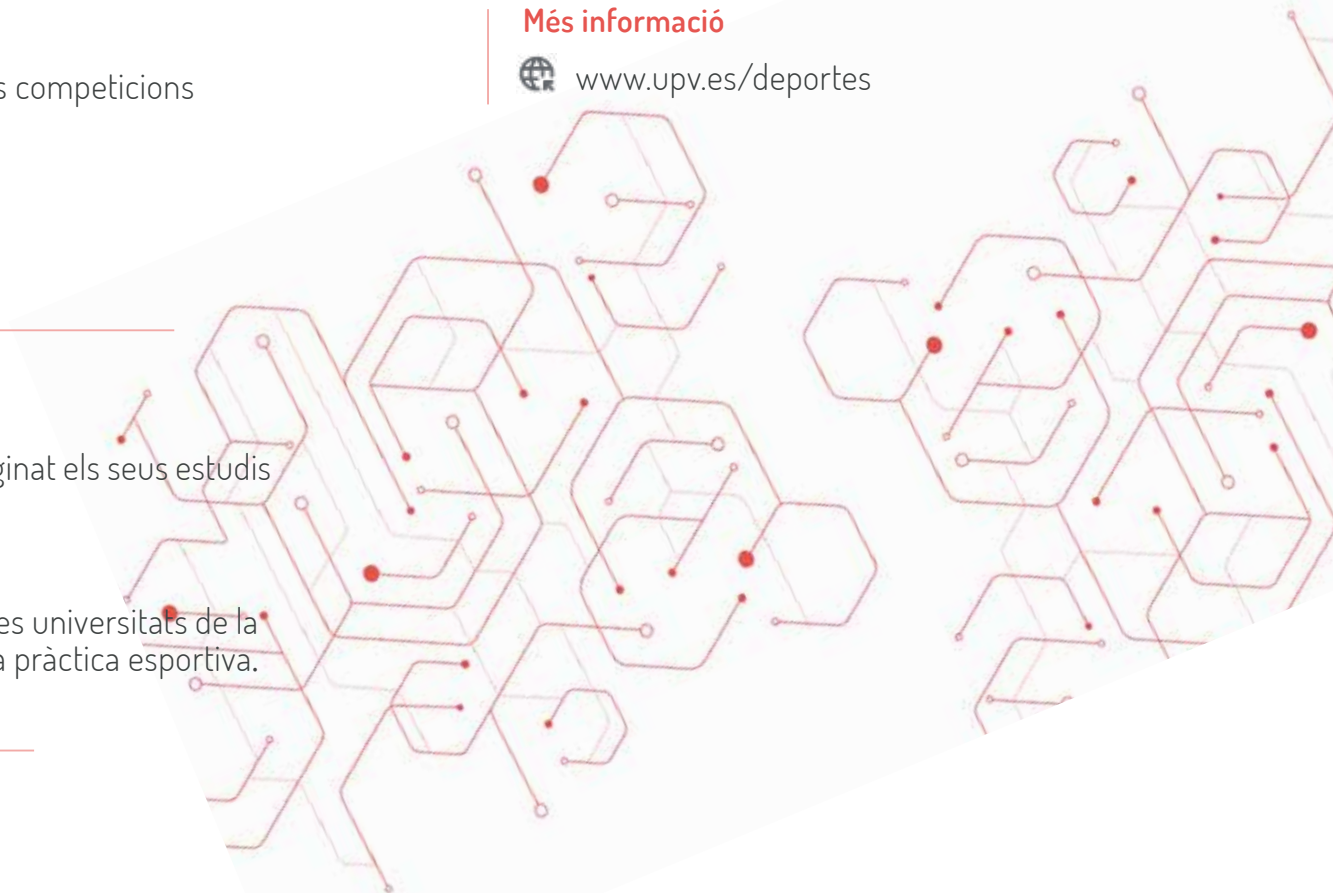 Més informació
www.upv.es/deportes
s competicions
ginat els seus estudis
es universitats de la
a pràctica esportiva.